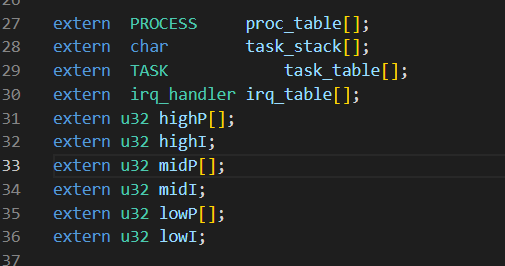 27 extern  PROCESS     proc_table[];
28 extern  char        task_stack[];
29 extern  TASK            task_table[];
30 extern  irq_handler irq_table[];
31 extern u32 highP[];
32 extern u32 highI;
33 extern u32 midP[];
34 extern u32 midI;
35 extern u32 lowP[];
36 extern u32 lowI;
37